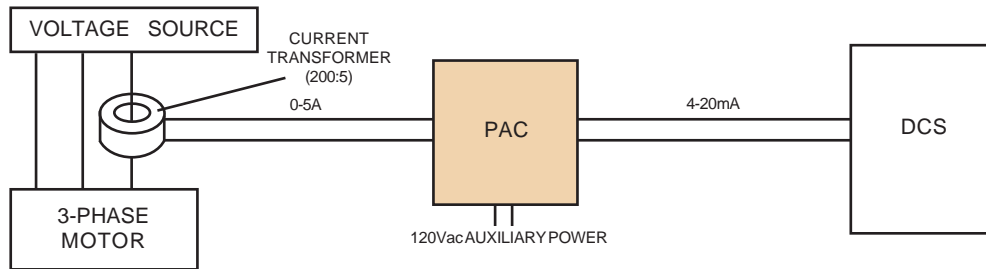 VOLTAGE SOURCE
CURRENT
TRANSFORMER
(200:5)
0-5A
PAC
4-20mA
DCS
3-PHASE
MOTOR
120Vac AUXILIARY POWER